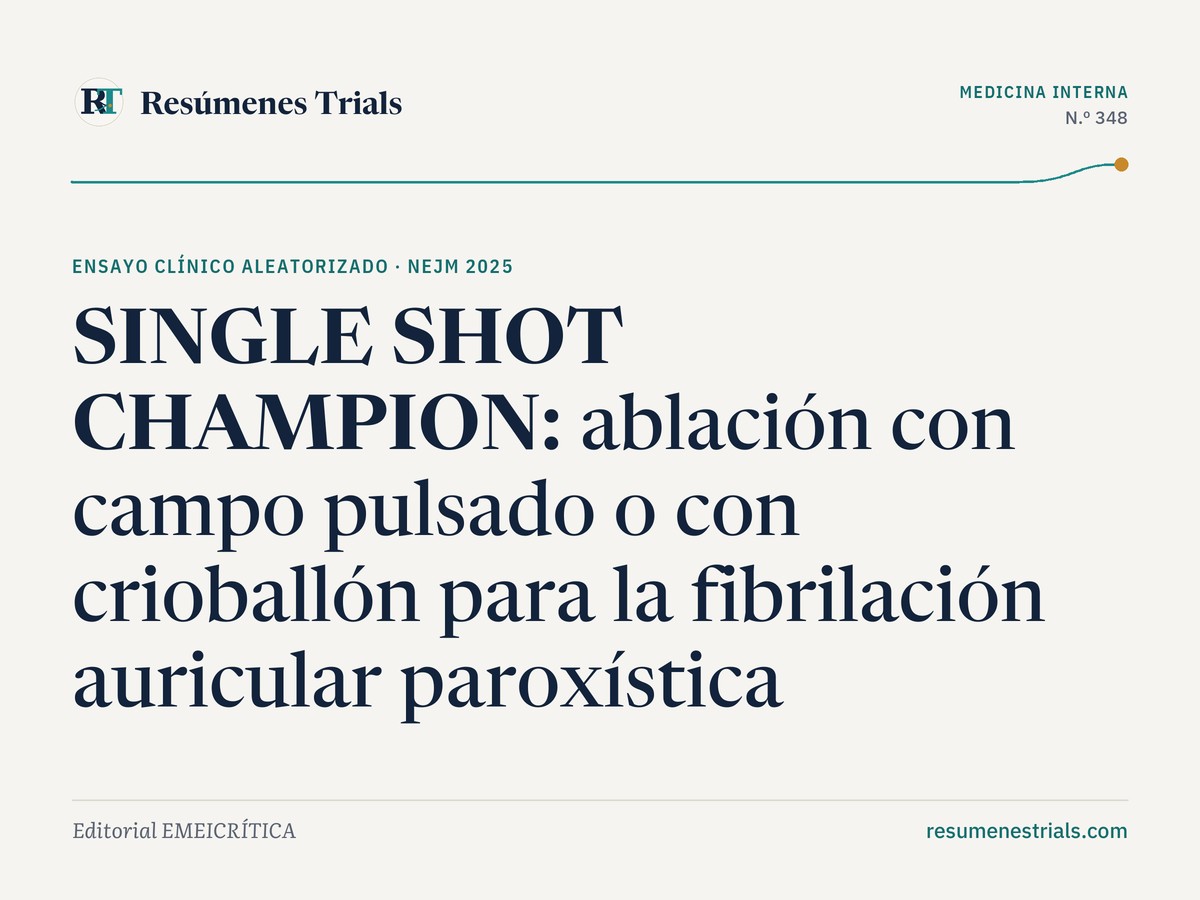 RT Resúmenes Trials
MEDICINA INTERNA
N.º 348
ENSAYO CLÍNICO ALEATORIZADO · NEJM 2025
SINGLE SHOT
CHAMPION: ablación con
campo pulsado o con
crioballón para la fibrilación
auricular paroxística
Editorial EMEICRÍTICA
resumenestrials.com